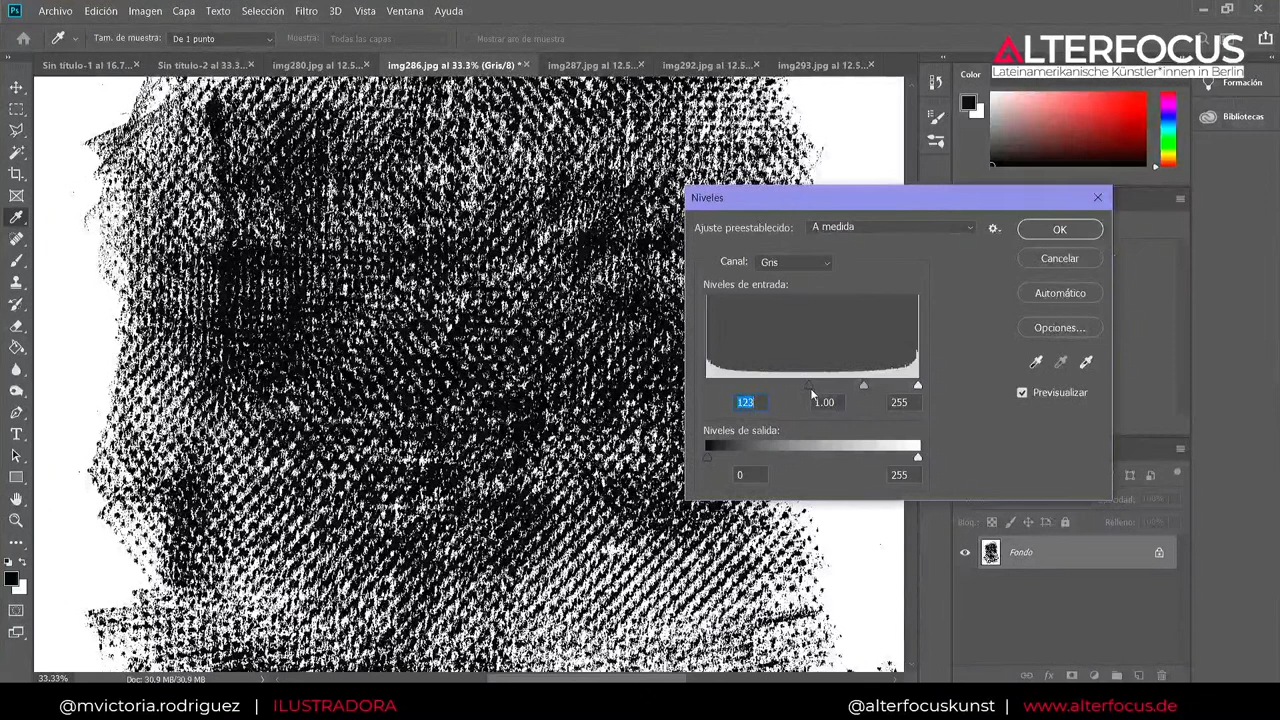 Ps Archivo Edición Imagen Capa Texto Selección Filtro 3D Vista Ventana Ayuda
Tam. de muestra: De 1 punto Muestra: Todas las capas Mostrar aro de muestra
ALTERFOCUS
Lateinamerikanische Künstler*innen in Berlin
Sin título-1 al 16.7... Sin título-2 al 33.3... img280.jpg al 12.5... img286.jpg al 33.3% (Gris/8) * img287.jpg al 12.5... img292.jpg al 12.5... img293.jpg al 12.5...
Color
Formación
Bibliotecas
Niveles
Ajuste preestablecido: A medida
OK
Canal: Gris
Cancelar
Niveles de entrada:
Automático
Opciones...
Previsualizar
123 1.00 255
Niveles de salida:
0 255
Bloq.: Relleno: 100%
Fondo
33.33% Doc: 30,9 MB/30,9 MB
@mvictoria.rodriguez | ILUSTRADORA @alterfocuskunst | www.alterfocus.de